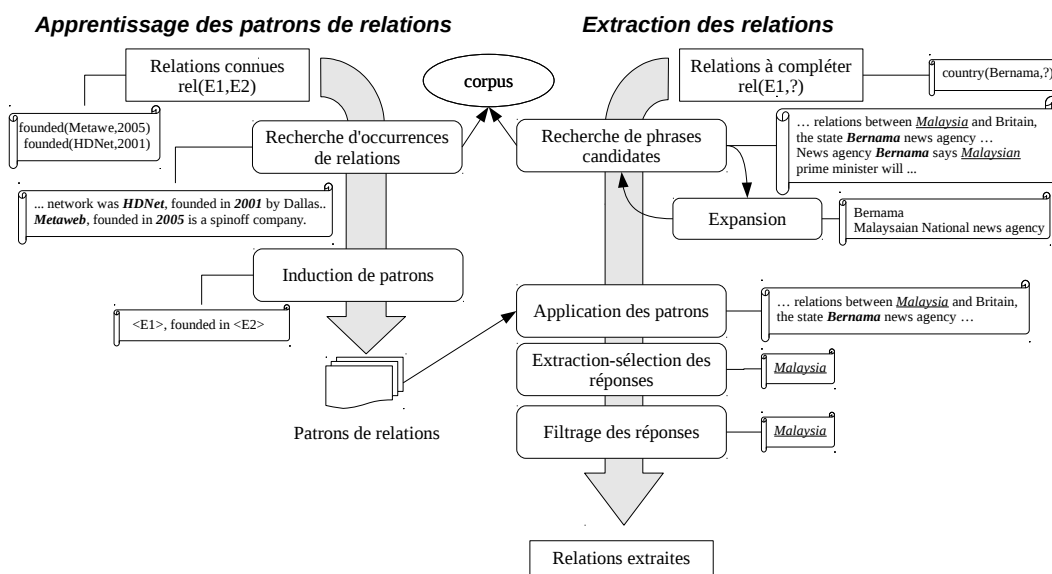 Apprentissage des patrons de relations
Relations connues
rel(E1,E2)
founded(Metawe,2005)
founded(HDNet,2001)
Recherche d'occurrences
de relations
... network was HDNet, founded in 2001 by Dallas..
Metaweb, founded in 2005 is a spinoff company.
Induction de patrons
<E1>, founded in <E2>
Patrons de relations
corpus
Extraction des relations
Relations à compléter
rel(E1,?)
country(Bernama,?)
Recherche de phrases
candidates
… relations between Malaysia and Britain,
the state Bernama news agency …
News agency Bernama says Malaysian
prime minister will ...
Expansion
Bernama
Malaysaian National news agency
Application des patrons
… relations between Malaysia and Britain,
the state Bernama news agency …
Extraction-sélection des
réponses
Malaysia
Filtrage des réponses
Malaysia
Relations extraites